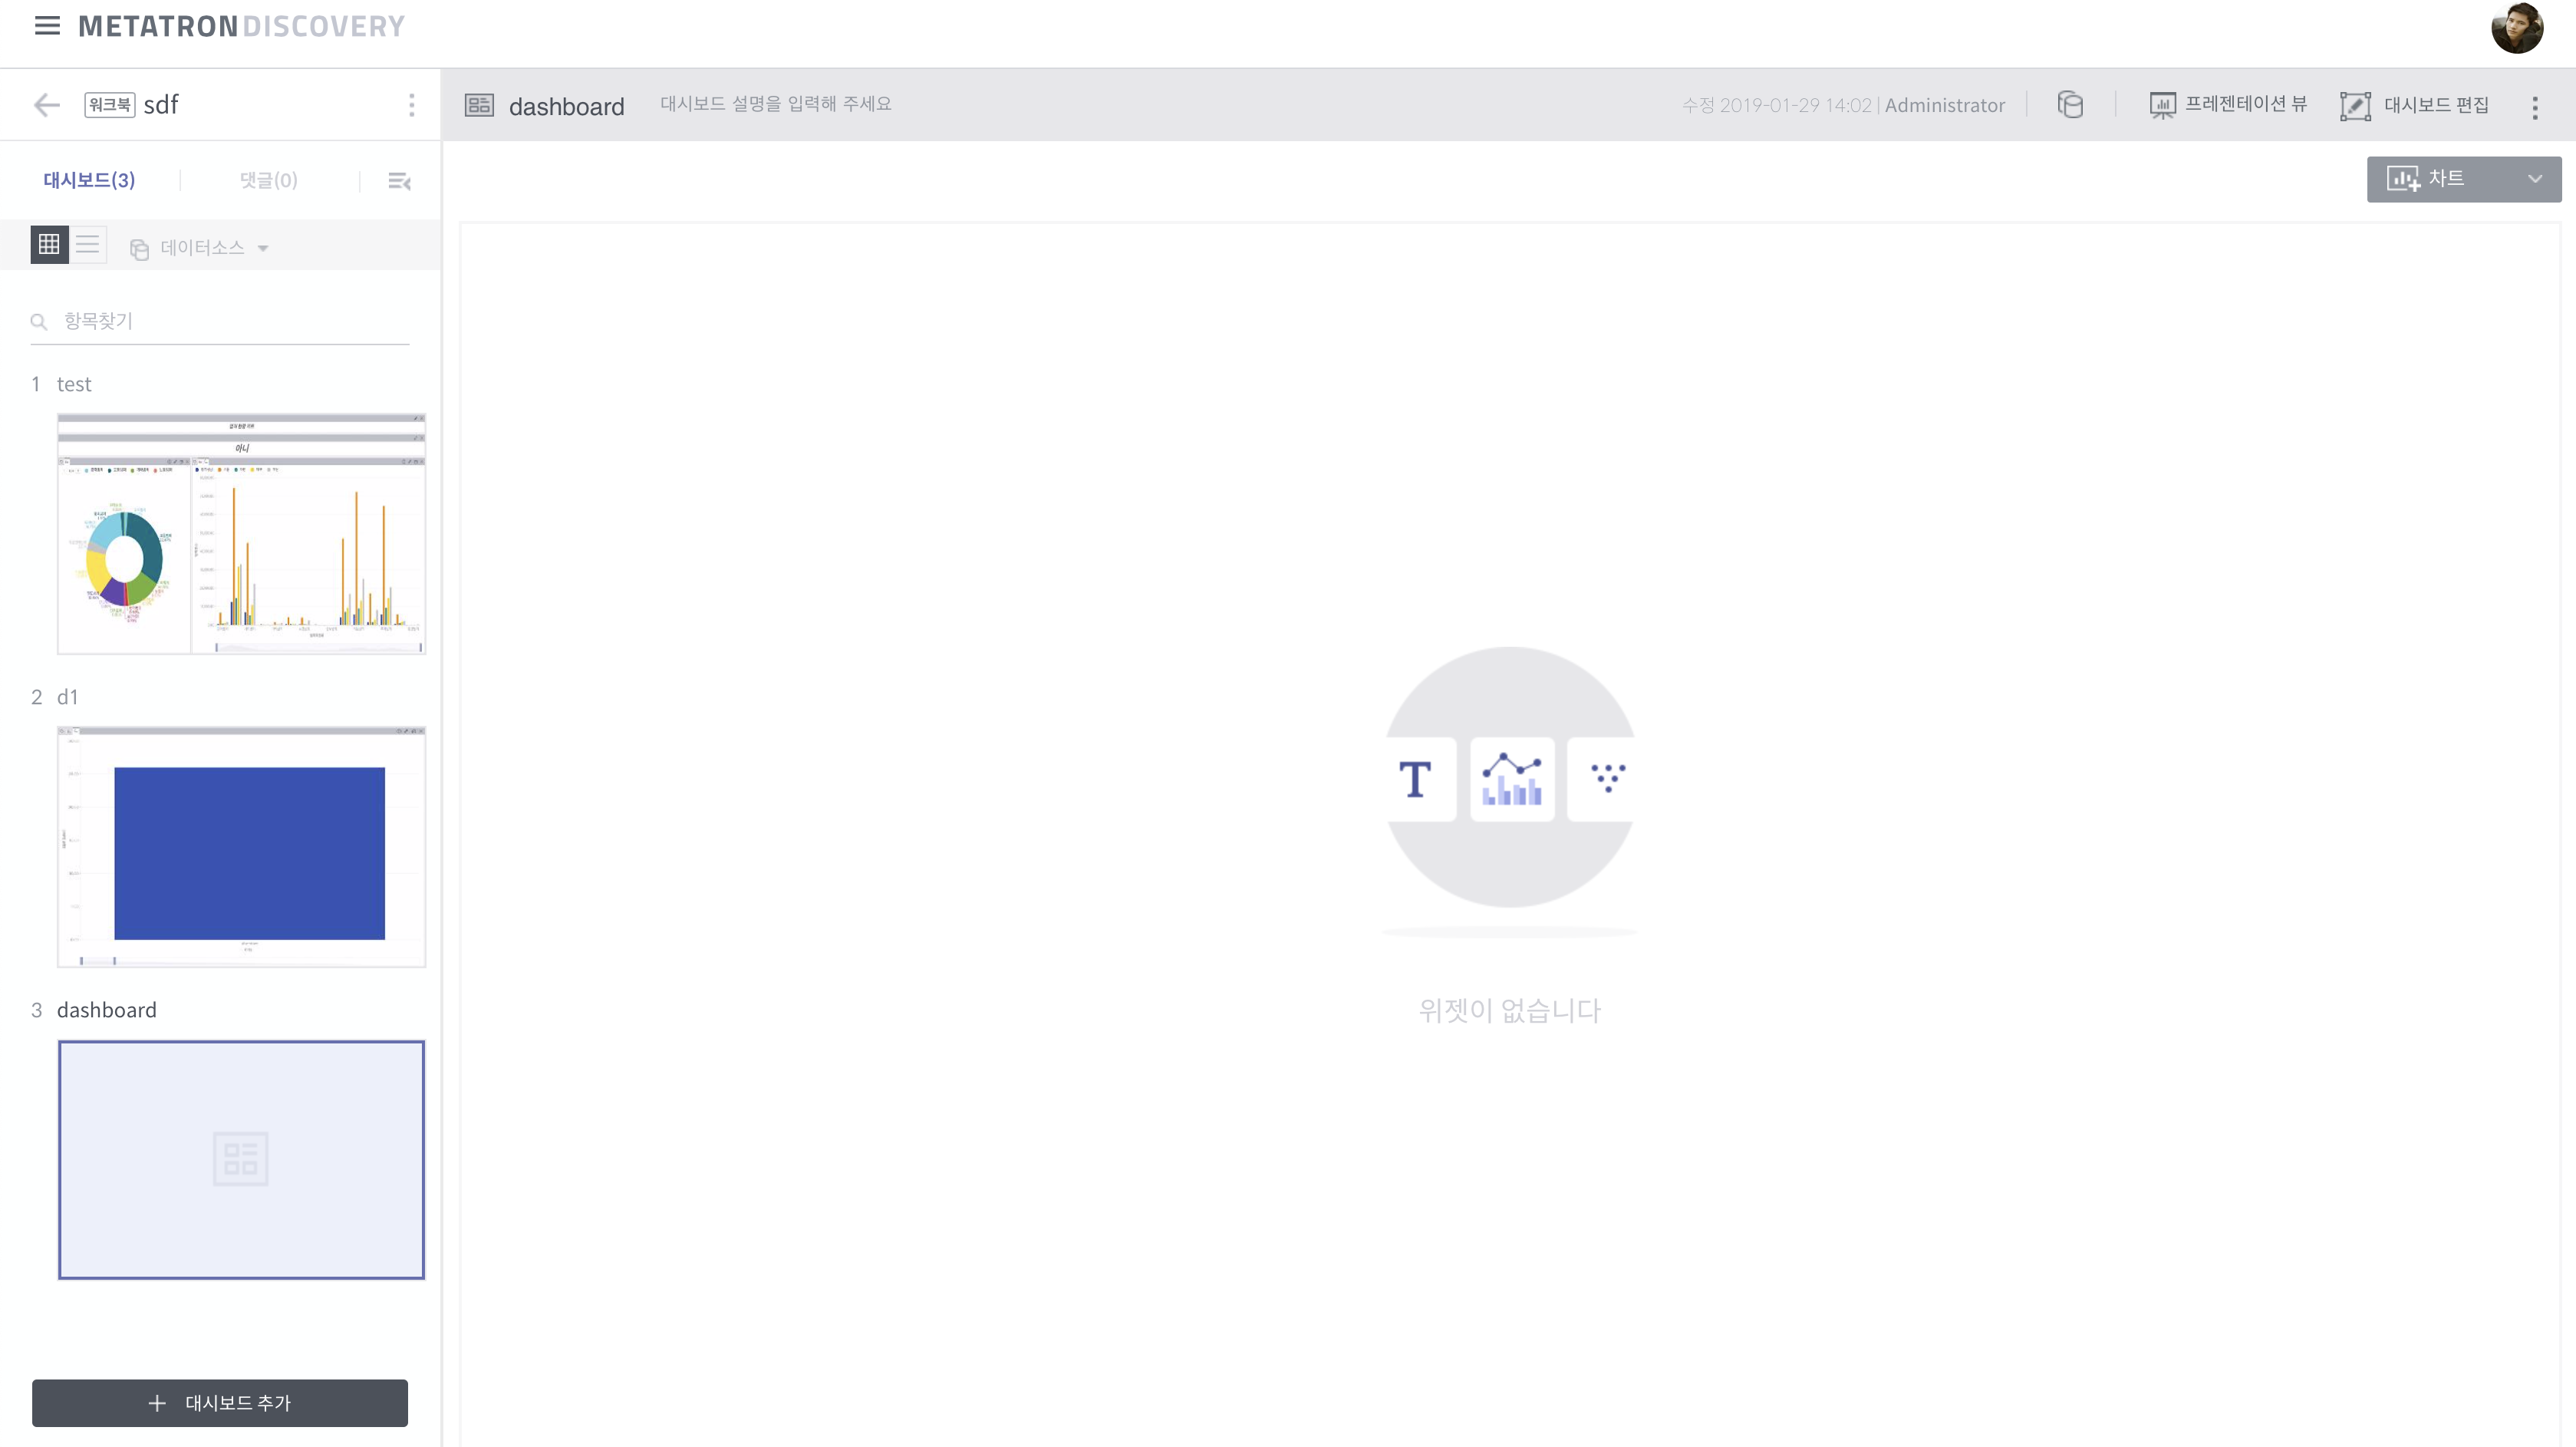 METATRON DISCOVERY
워크북 sdf
dashboard 대시보드 설명을 입력해 주세요
수정 2019-01-29 14:02 | Administrator
프레젠테이션 뷰
대시보드 편집
대시보드(3)
댓글(0)
차트
데이터소스
항목찾기
1 test
아니
2 d1
3 dashboard
T
위젯이 없습니다
대시보드 추가